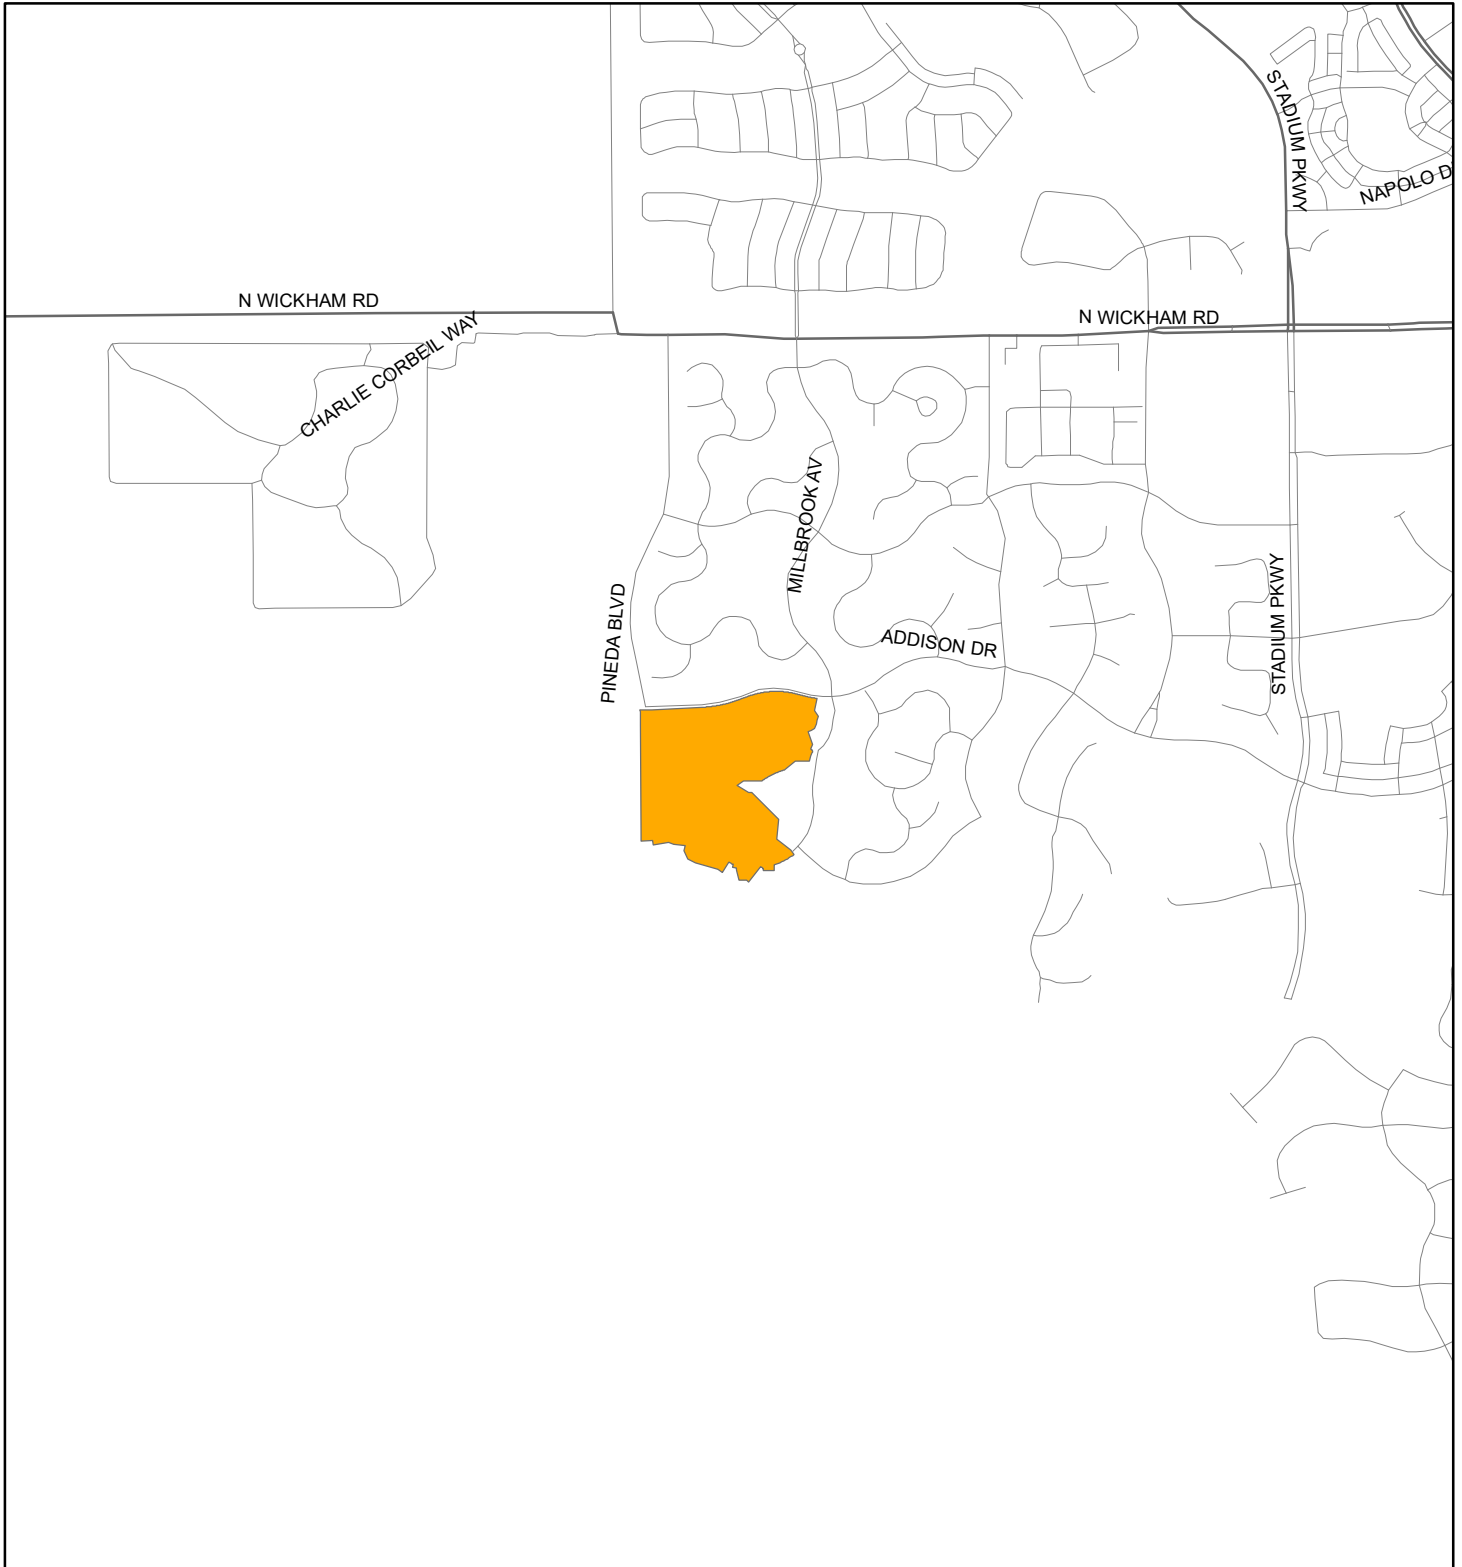 STADIUM PKWY
NAPOLO D
N WICKHAM RD
N WICKHAM RD
CHARLIE CORBEIL WAY
MILLBROOK AV
PINEDA BLVD
STADIUM PKWY
ADDISON DR